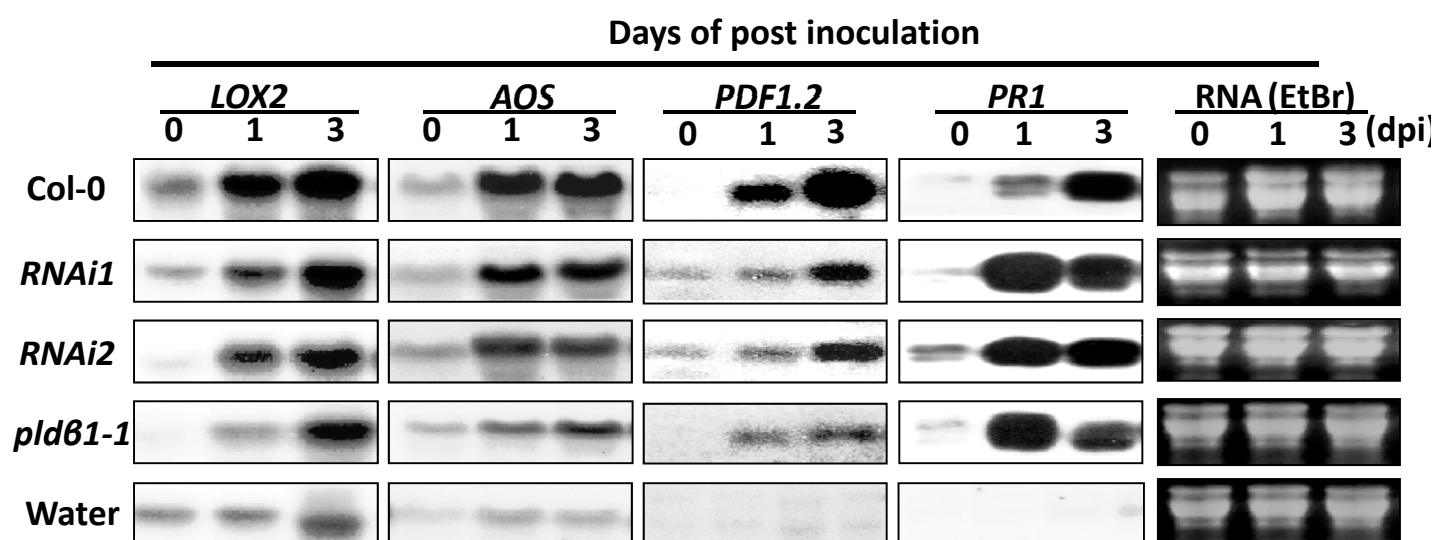 Days of post inoculation
LOX2 AOS PDF1.2 PR1 RNA (EtBr)
0 1 3 0 1 3 0 1 3 0 1 3 0 1 3 (dpi)
Col-0
RNAi1
RNAi2
pldβ1-1
Water